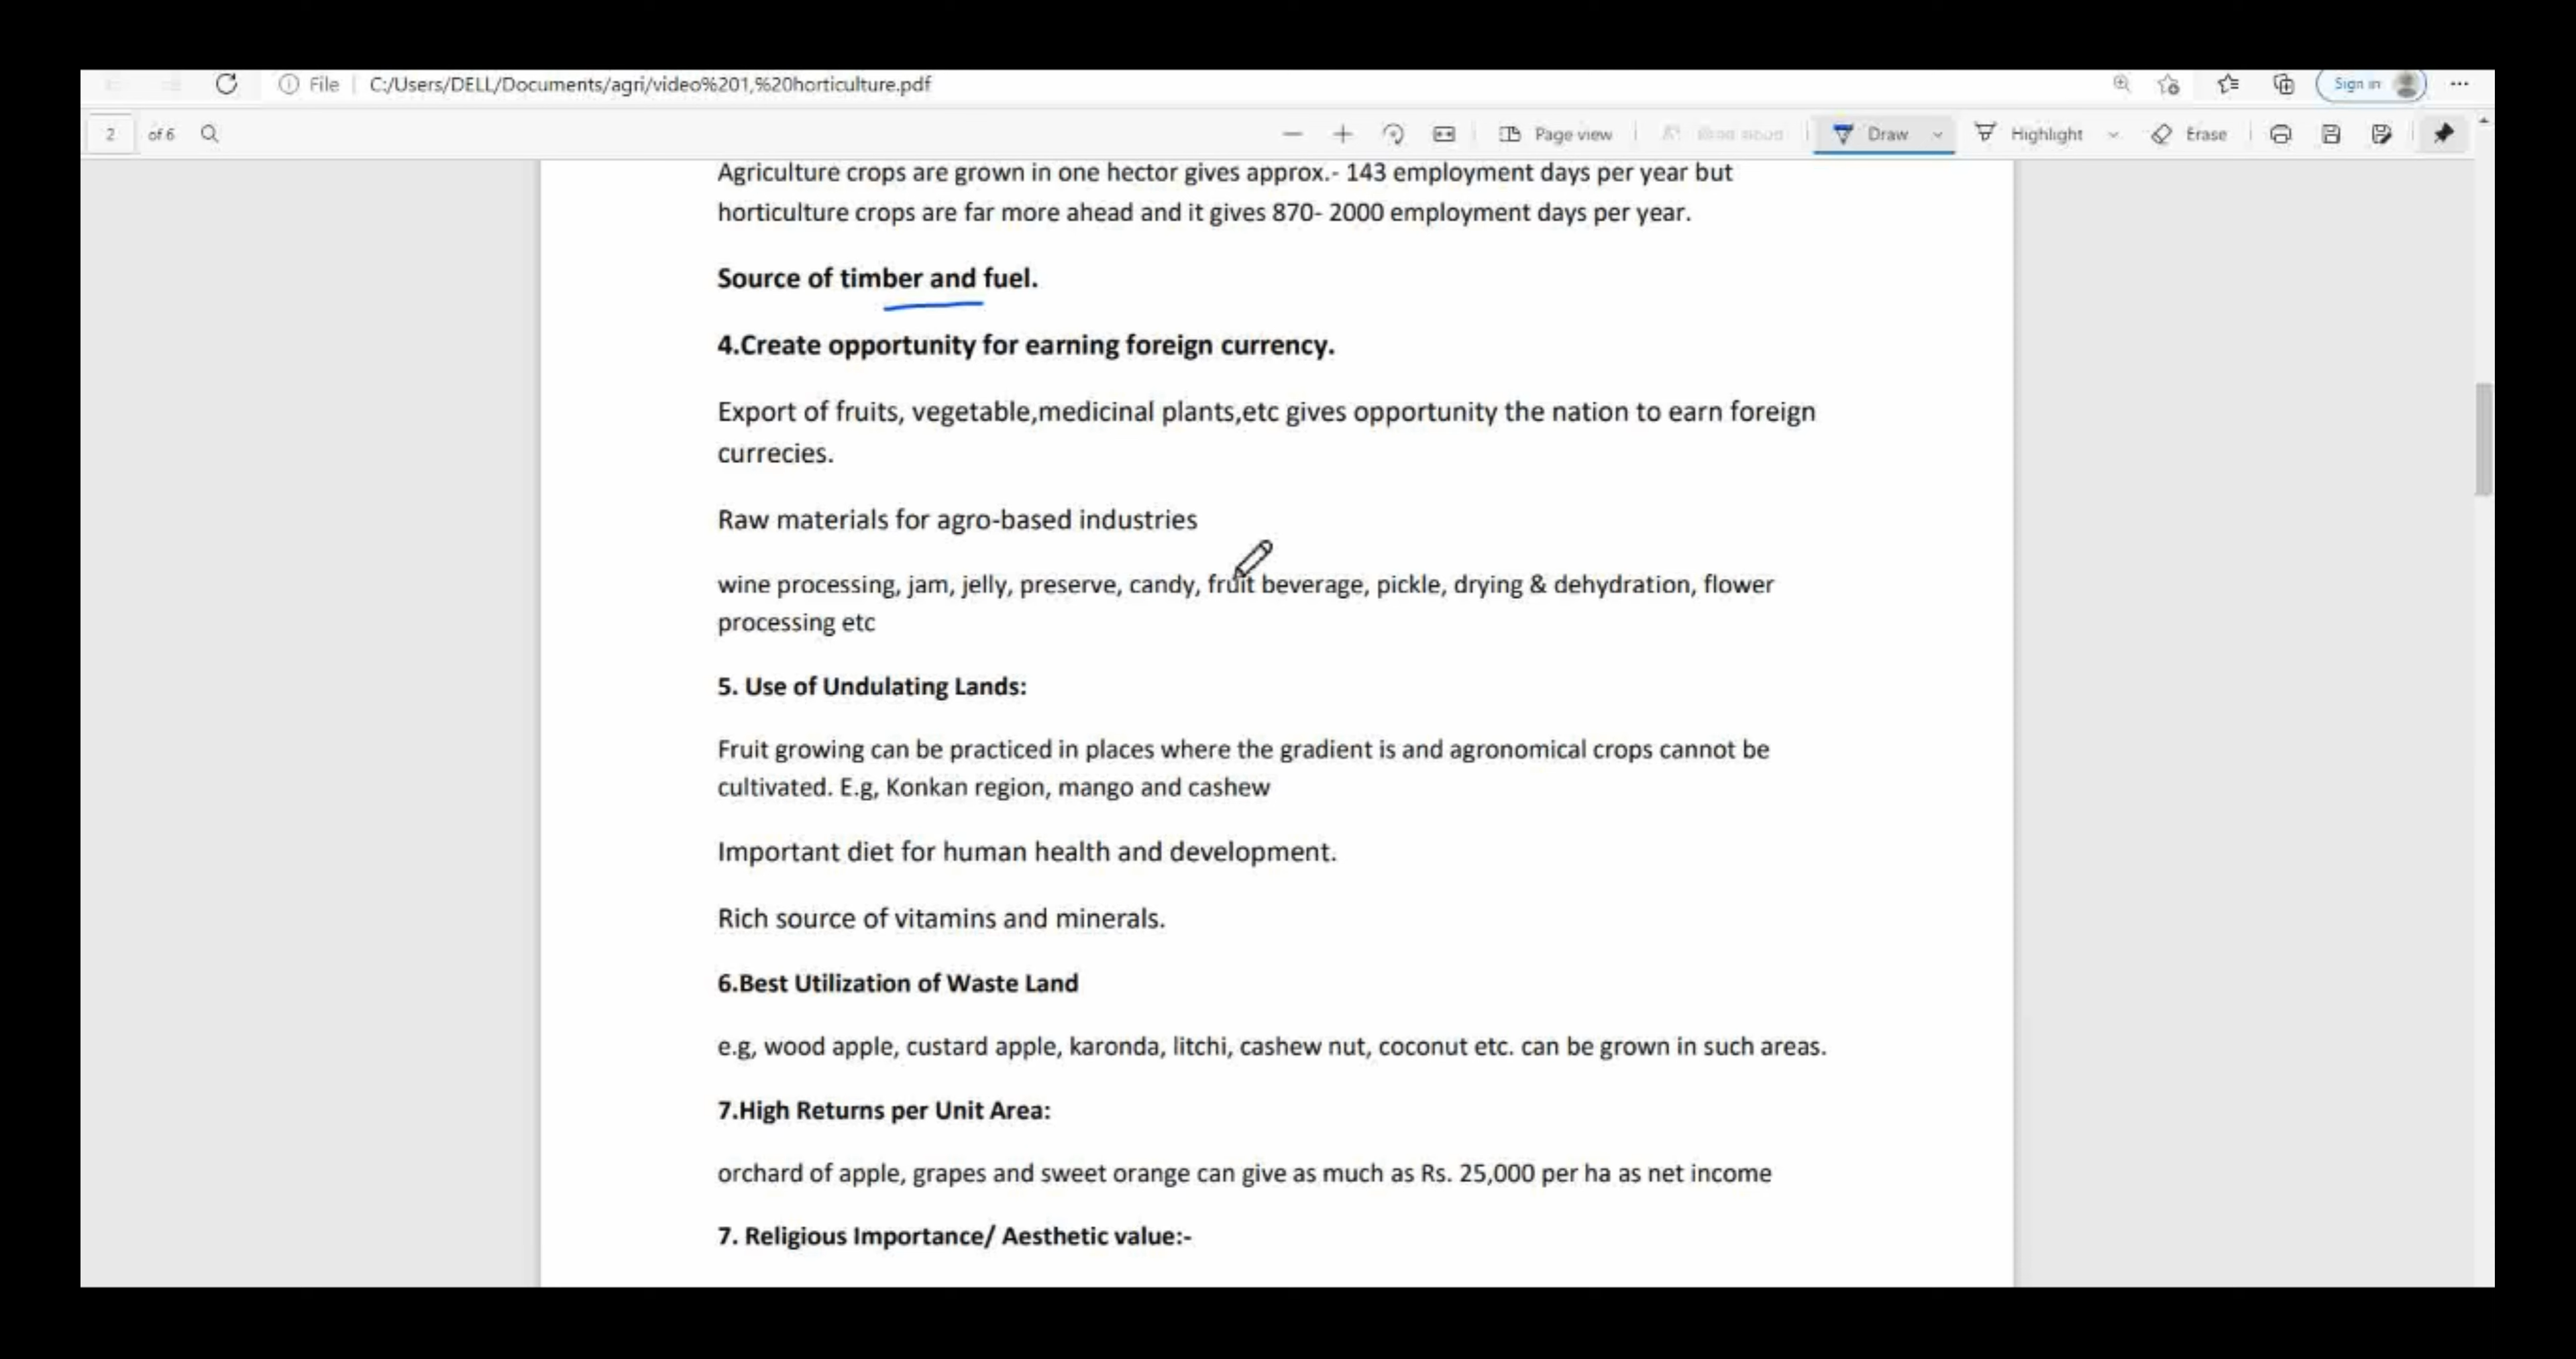 File C:/Users/DELL/Documents/agri/video%201,%20horticulture.pdf Sign in
2 of 6 Page view Read aloud Draw Highlight Erase
Agriculture crops are grown in one hector gives approx.- 143 employment days per year but
horticulture crops are far more ahead and it gives 870- 2000 employment days per year.
Source of timber and fuel.
4.Create opportunity for earning foreign currency.
Export of fruits, vegetable,medicinal plants,etc gives opportunity the nation to earn foreign
currecies.
Raw materials for agro-based industries
wine processing, jam, jelly, preserve, candy, fruit beverage, pickle, drying & dehydration, flower
processing etc
5. Use of Undulating Lands:
Fruit growing can be practiced in places where the gradient is and agronomical crops cannot be
cultivated. E.g, Konkan region, mango and cashew
Important diet for human health and development.
Rich source of vitamins and minerals.
6.Best Utilization of Waste Land
e.g, wood apple, custard apple, karonda, litchi, cashew nut, coconut etc. can be grown in such areas.
7.High Returns per Unit Area:
orchard of apple, grapes and sweet orange can give as much as Rs. 25,000 per ha as net income
7. Religious Importance/ Aesthetic value:-